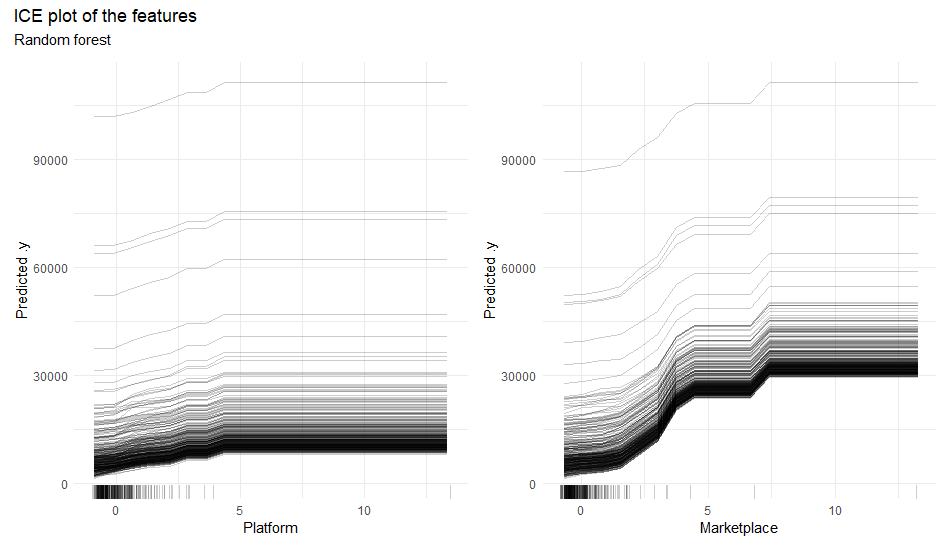 ICE plot of the features
Random forest
Predicted .y
90000
60000
30000
0
0
5
10
Platform
Predicted .y
90000
60000
30000
0
0
5
10
Marketplace